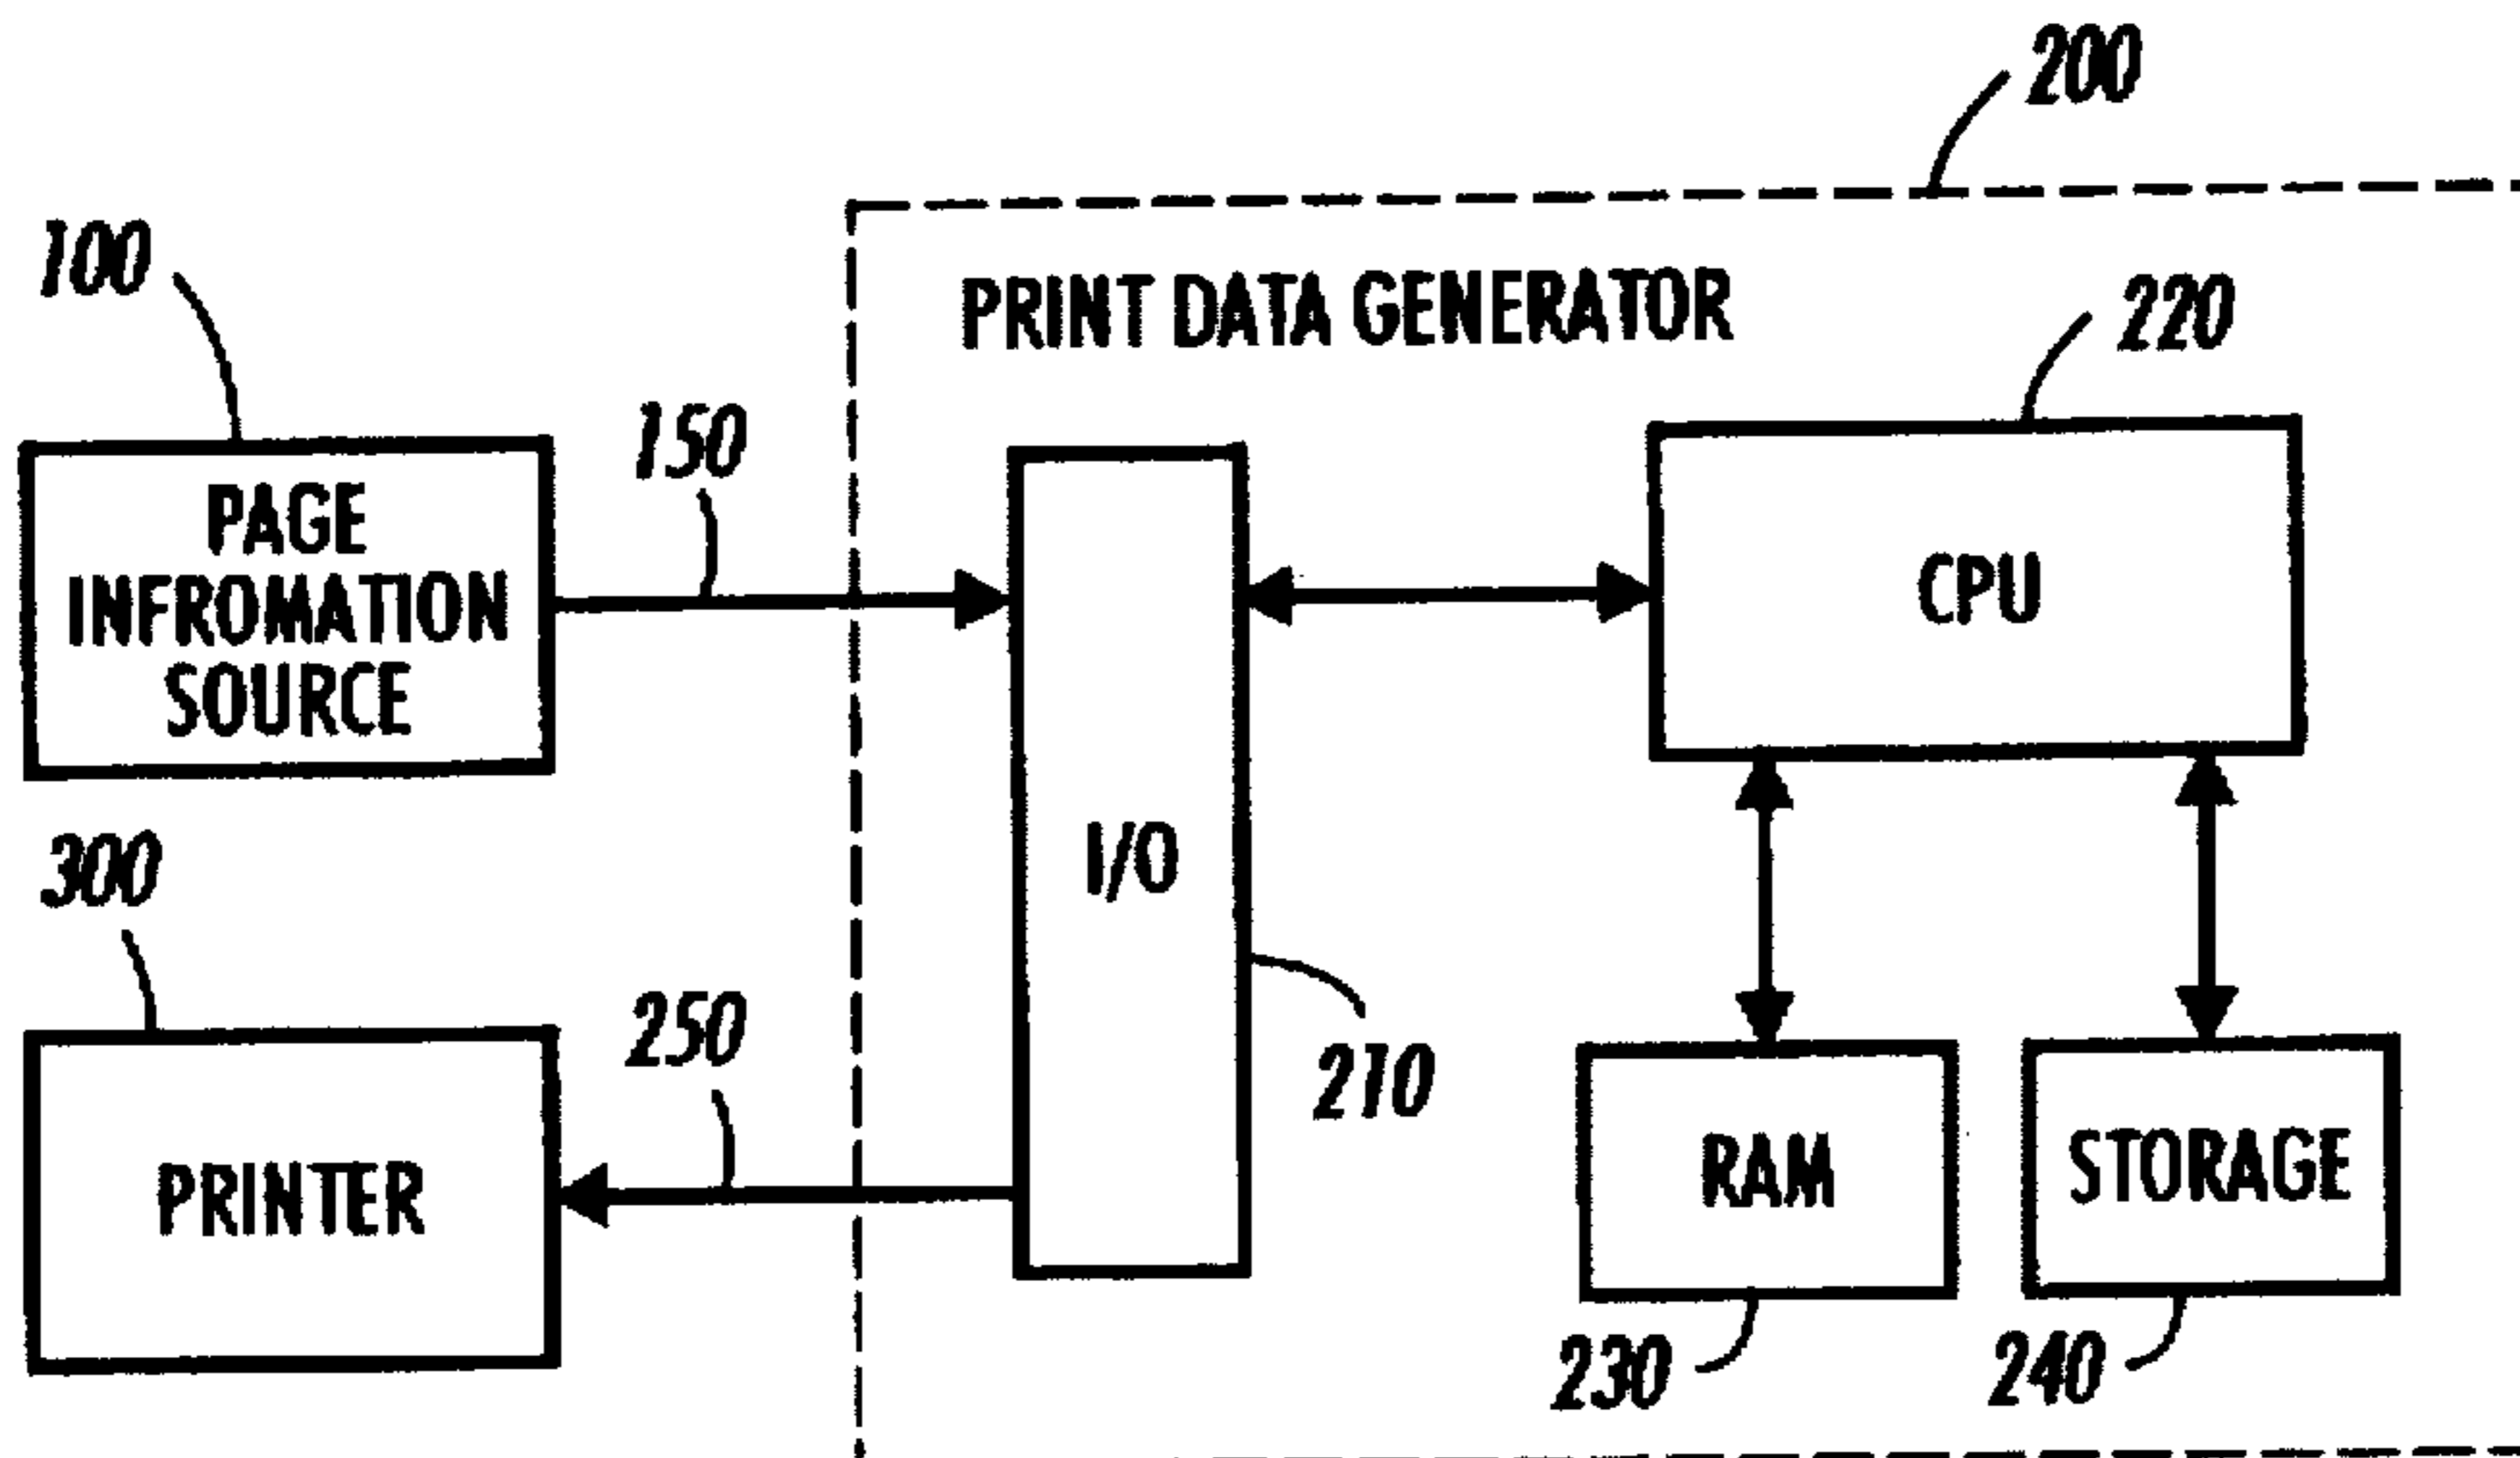 200
100
PRINT DATA GENERATOR
220
150
PAGE
INFROMATION
SOURCE
CPU
I/O
300
250
210
PRINTER
RAM
STORAGE
230
240